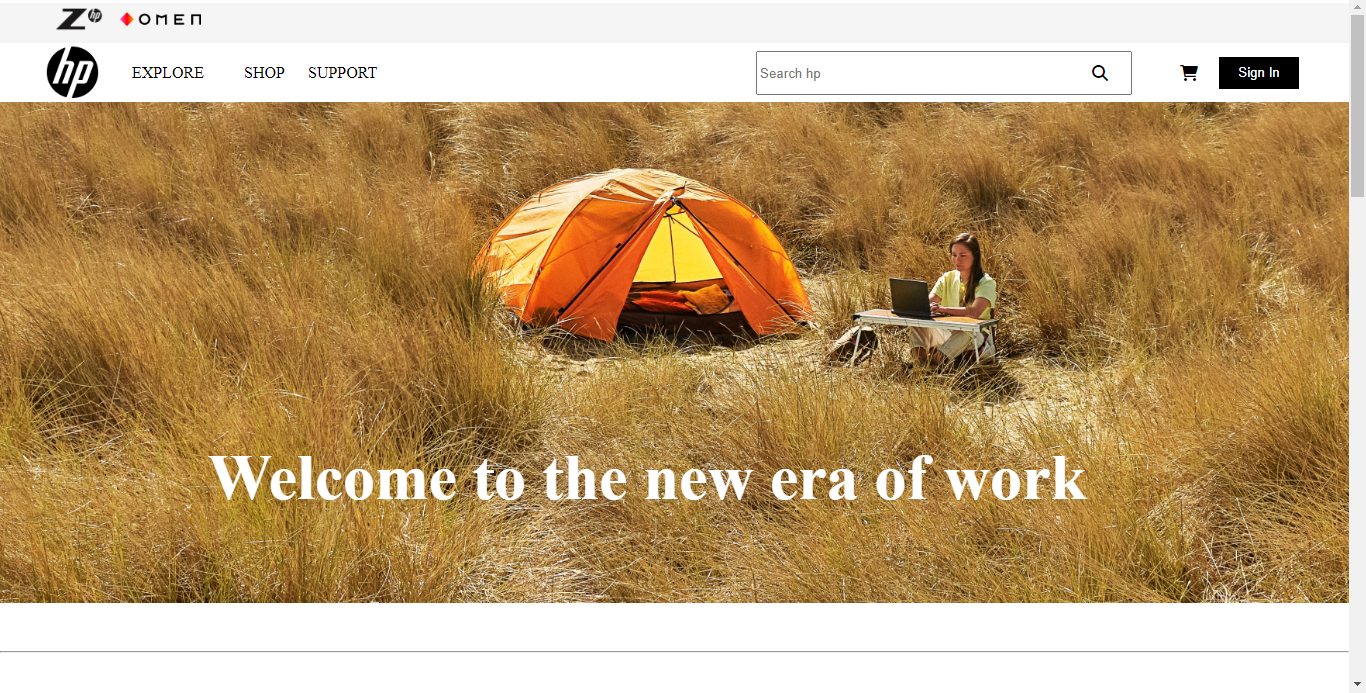 Z hp OMEN
hp EXPLORE SHOP SUPPORT Search hp Sign In
Welcome to the new era of work